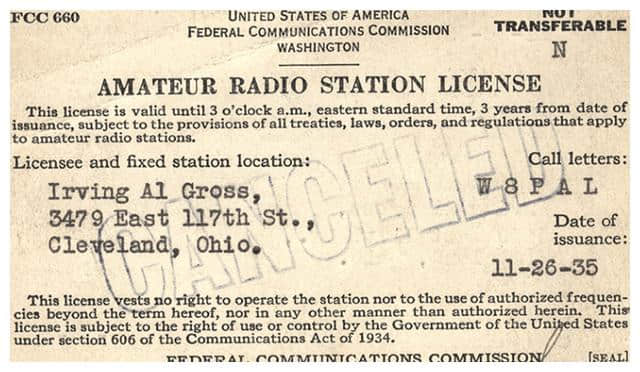 FCC 660
UNITED STATES OF AMERICA
FEDERAL COMMUNICATIONS COMMISSION
WASHINGTON
NOT
TRANSFERABLE
N
AMATEUR RADIO STATION LICENSE
This license is valid until 3 o'clock a.m., eastern standard time, 3 years from date of
issuance, subject to the provisions of all treaties, laws, orders, and regulations that apply
to amateur radio stations.
Licensee and fixed station location:
Call letters:
Irving Al Gross,
W 8 P A L
3479 East 117th St.,
Cleveland, Ohio.
Date of
issuance:
11-26-35
CANCELED
This license vests no right to operate the station nor to the use of authorized frequen-
cies beyond the term hereof, nor in any other manner than authorized herein. This
license is subject to the right of use or control by the Government of the United States
under section 606 of the Communications Act of 1934.
FEDERAL COMMUNICATIONS COMMISSION
[SEAL]